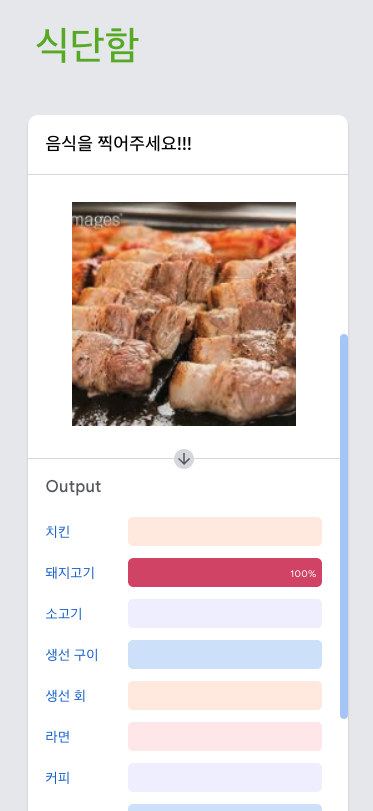 식단함
음식을 찍어주세요!!!
mages
Output
치킨
돼지고기
100%
소고기
생선 구이
생선 회
라면
커피